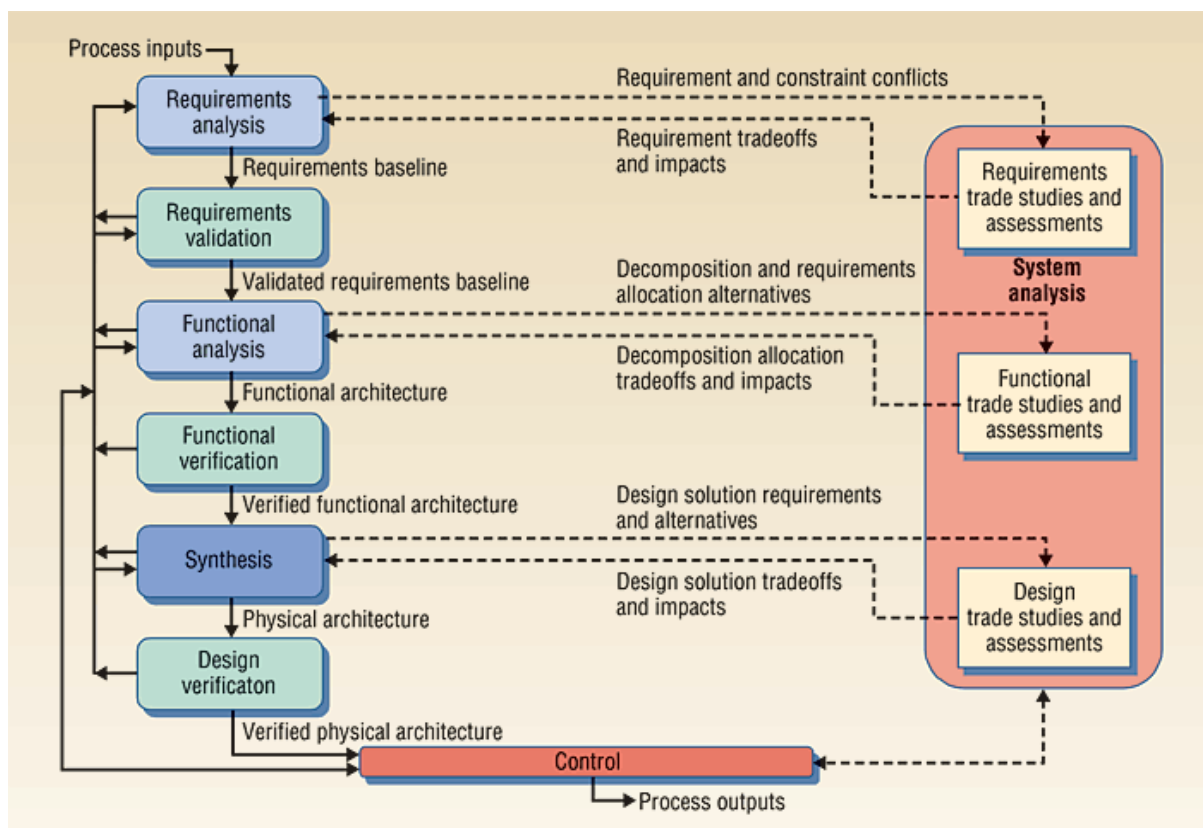 Process inputs
Requirements
analysis
Requirement and constraint conflicts
Requirement tradeoffs
and impacts
Requirements baseline
Requirements
trade studies and
assessments
Requirements
validation
Validated requirements baseline
Decomposition and requirements
allocation alternatives
System
analysis
Functional
analysis
Decomposition allocation
tradeoffs and impacts
Functional
trade studies and
assessments
Functional architecture
Functional
verification
Verified functional architecture
Design solution requirements
and alternatives
Synthesis
Design solution tradeoffs
and impacts
Design
trade studies and
assessments
Physical architecture
Design
verificaton
Verified physical architecture
Control
Process outputs